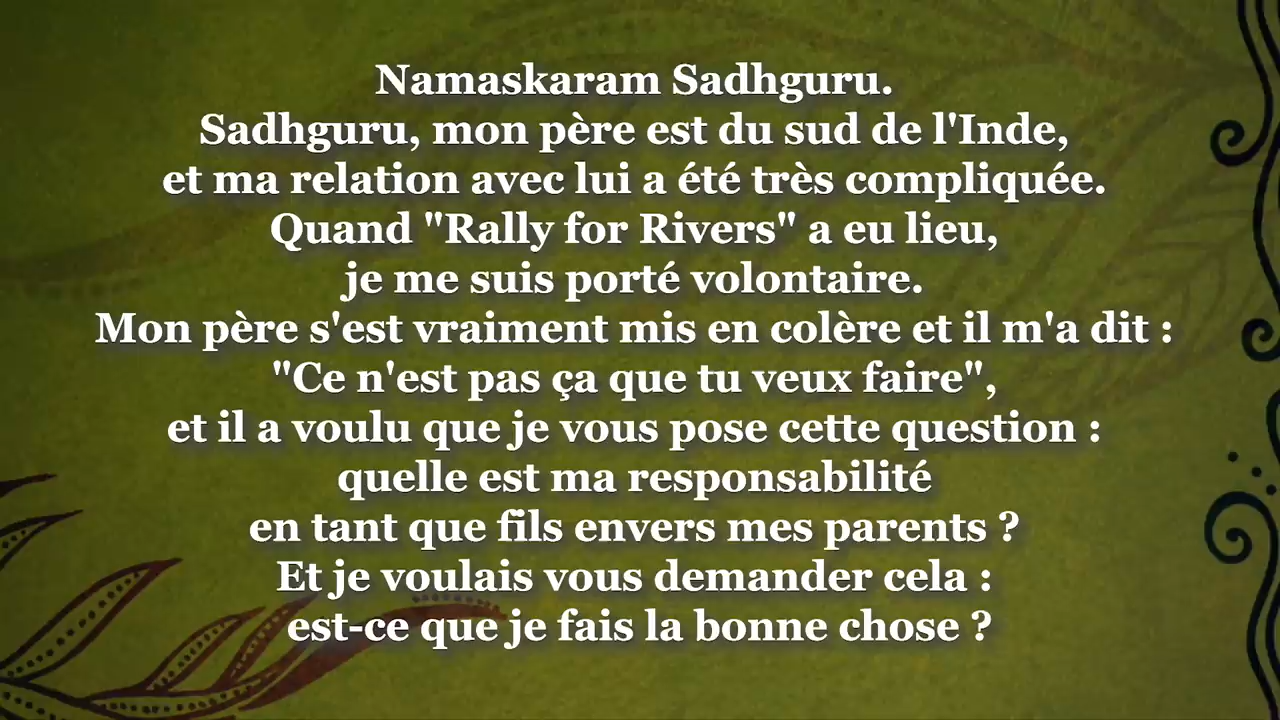 Namaskaram Sadhguru.
Sadhguru, mon père est du sud de l'Inde,
et ma relation avec lui a été très compliquée.
Quand "Rally for Rivers" a eu lieu,
je me suis porté volontaire.
Mon père s'est vraiment mis en colère et il m'a dit :
"Ce n'est pas ça que tu veux faire",
et il a voulu que je vous pose cette question :
quelle est ma responsabilité
en tant que fils envers mes parents ?
Et je voulais vous demander cela :
est-ce que je fais la bonne chose ?